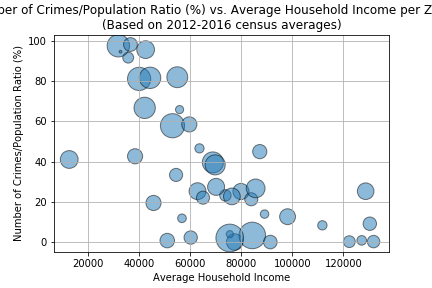 ber of Crimes/Population Ratio (%) vs. Average Household Income per Z
(Based on 2012-2016 census averages)
Number of Crimes/Population Ratio (%)
100
80
60
40
20
0
20000 40000 60000 80000 100000 120000
Average Household Income